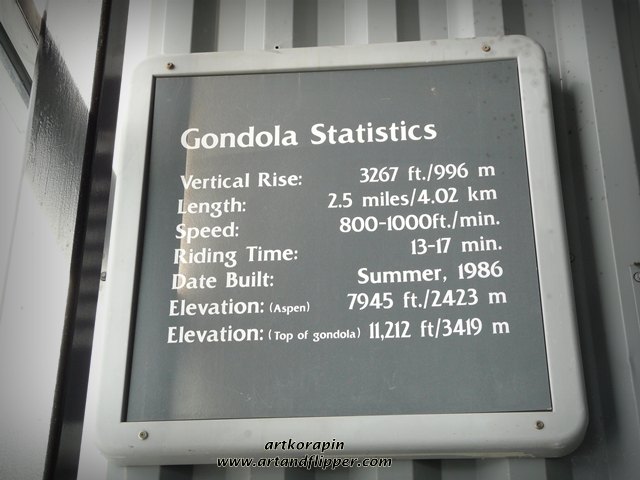 Gondola Statistics
Vertical Rise: 3267 ft./996 m
Length: 2.5 miles/4.02 km
Speed: 800-1000ft./min.
Riding Time: 13-17 min.
Date Built: Summer, 1986
Elevation: (Aspen) 7945 ft./2423 m
Elevation: (Top of gondola) 11,212 ft/3419 m
artkorapin
www.artandflipper.com